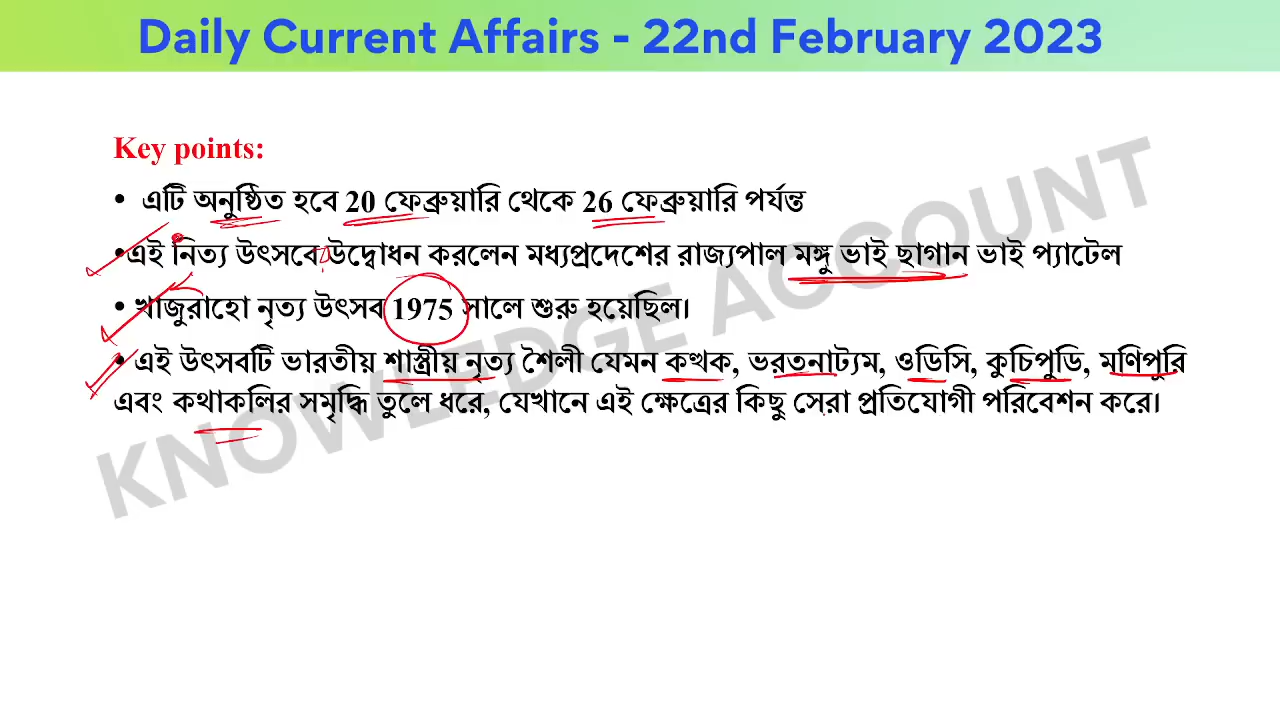 Daily Current Affairs - 22nd February 2023
Key points:
• এটি অনুষ্ঠিত হবে 20 ফেব্রুয়ারি থেকে 26 ফেব্রুয়ারি পর্যন্ত
•এই নিত্য উৎসবে উদ্বোধন করলেন মধ্যপ্রদেশের রাজ্যপাল মঙ্গু ভাই ছাগান ভাই প্যাটেল
• খাজুরাহো নৃত্য উৎসব 1975 সালে শুরু হয়েছিল।
• এই উৎসবটি ভারতীয় শাস্ত্রীয় নৃত্য শৈলী যেমন কত্থক, ভরতনাট্যম, ওডিসি, কুচিপুডি, মণিপুরি
এবং কথাকলির সমৃদ্ধি তুলে ধরে, যেখানে এই ক্ষেত্রের কিছু সেরা প্রতিযোগী পরিবেশন করে।
KNOWLEDGE ACCOUNT